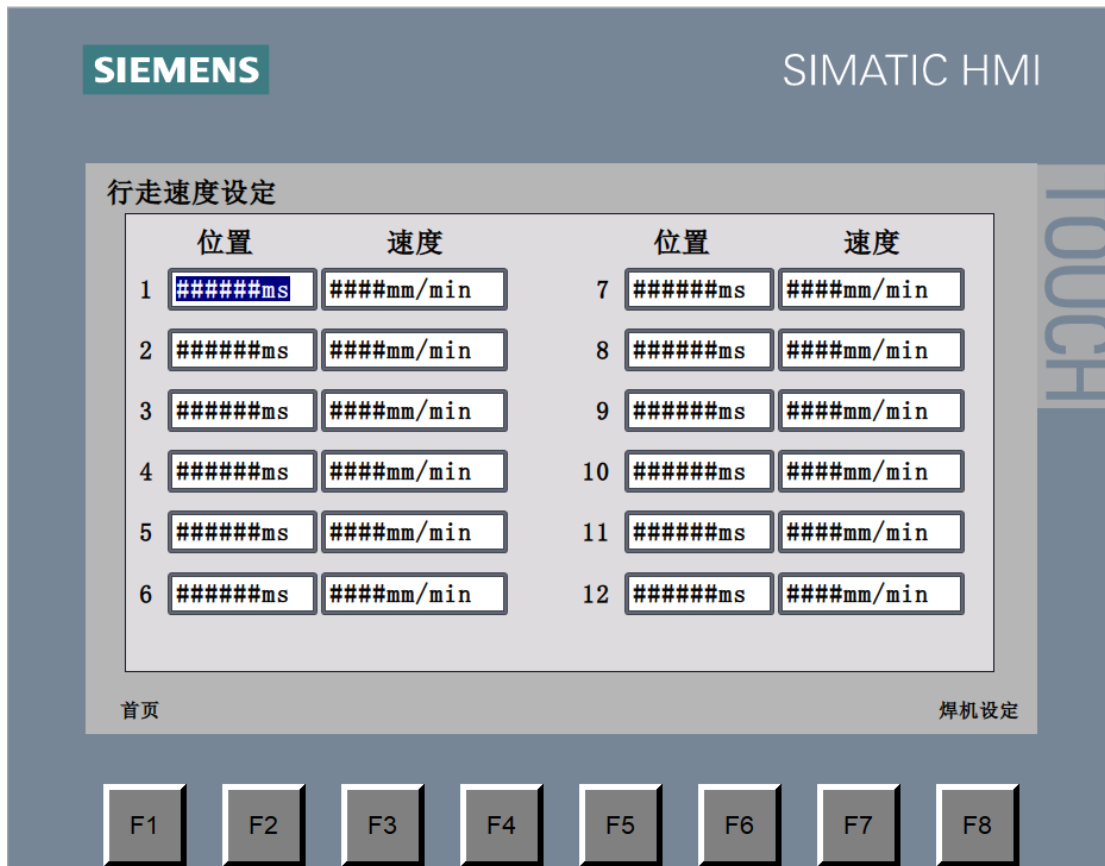 SIEMENS
SIMATIC HMI
TOUCH
行走速度设定
位置 速度 位置 速度
1 ######ms ####mm/min 7 ######ms ####mm/min
2 ######ms ####mm/min 8 ######ms ####mm/min
3 ######ms ####mm/min 9 ######ms ####mm/min
4 ######ms ####mm/min 10 ######ms ####mm/min
5 ######ms ####mm/min 11 ######ms ####mm/min
6 ######ms ####mm/min 12 ######ms ####mm/min
首页 焊机设定
F1 F2 F3 F4 F5 F6 F7 F8